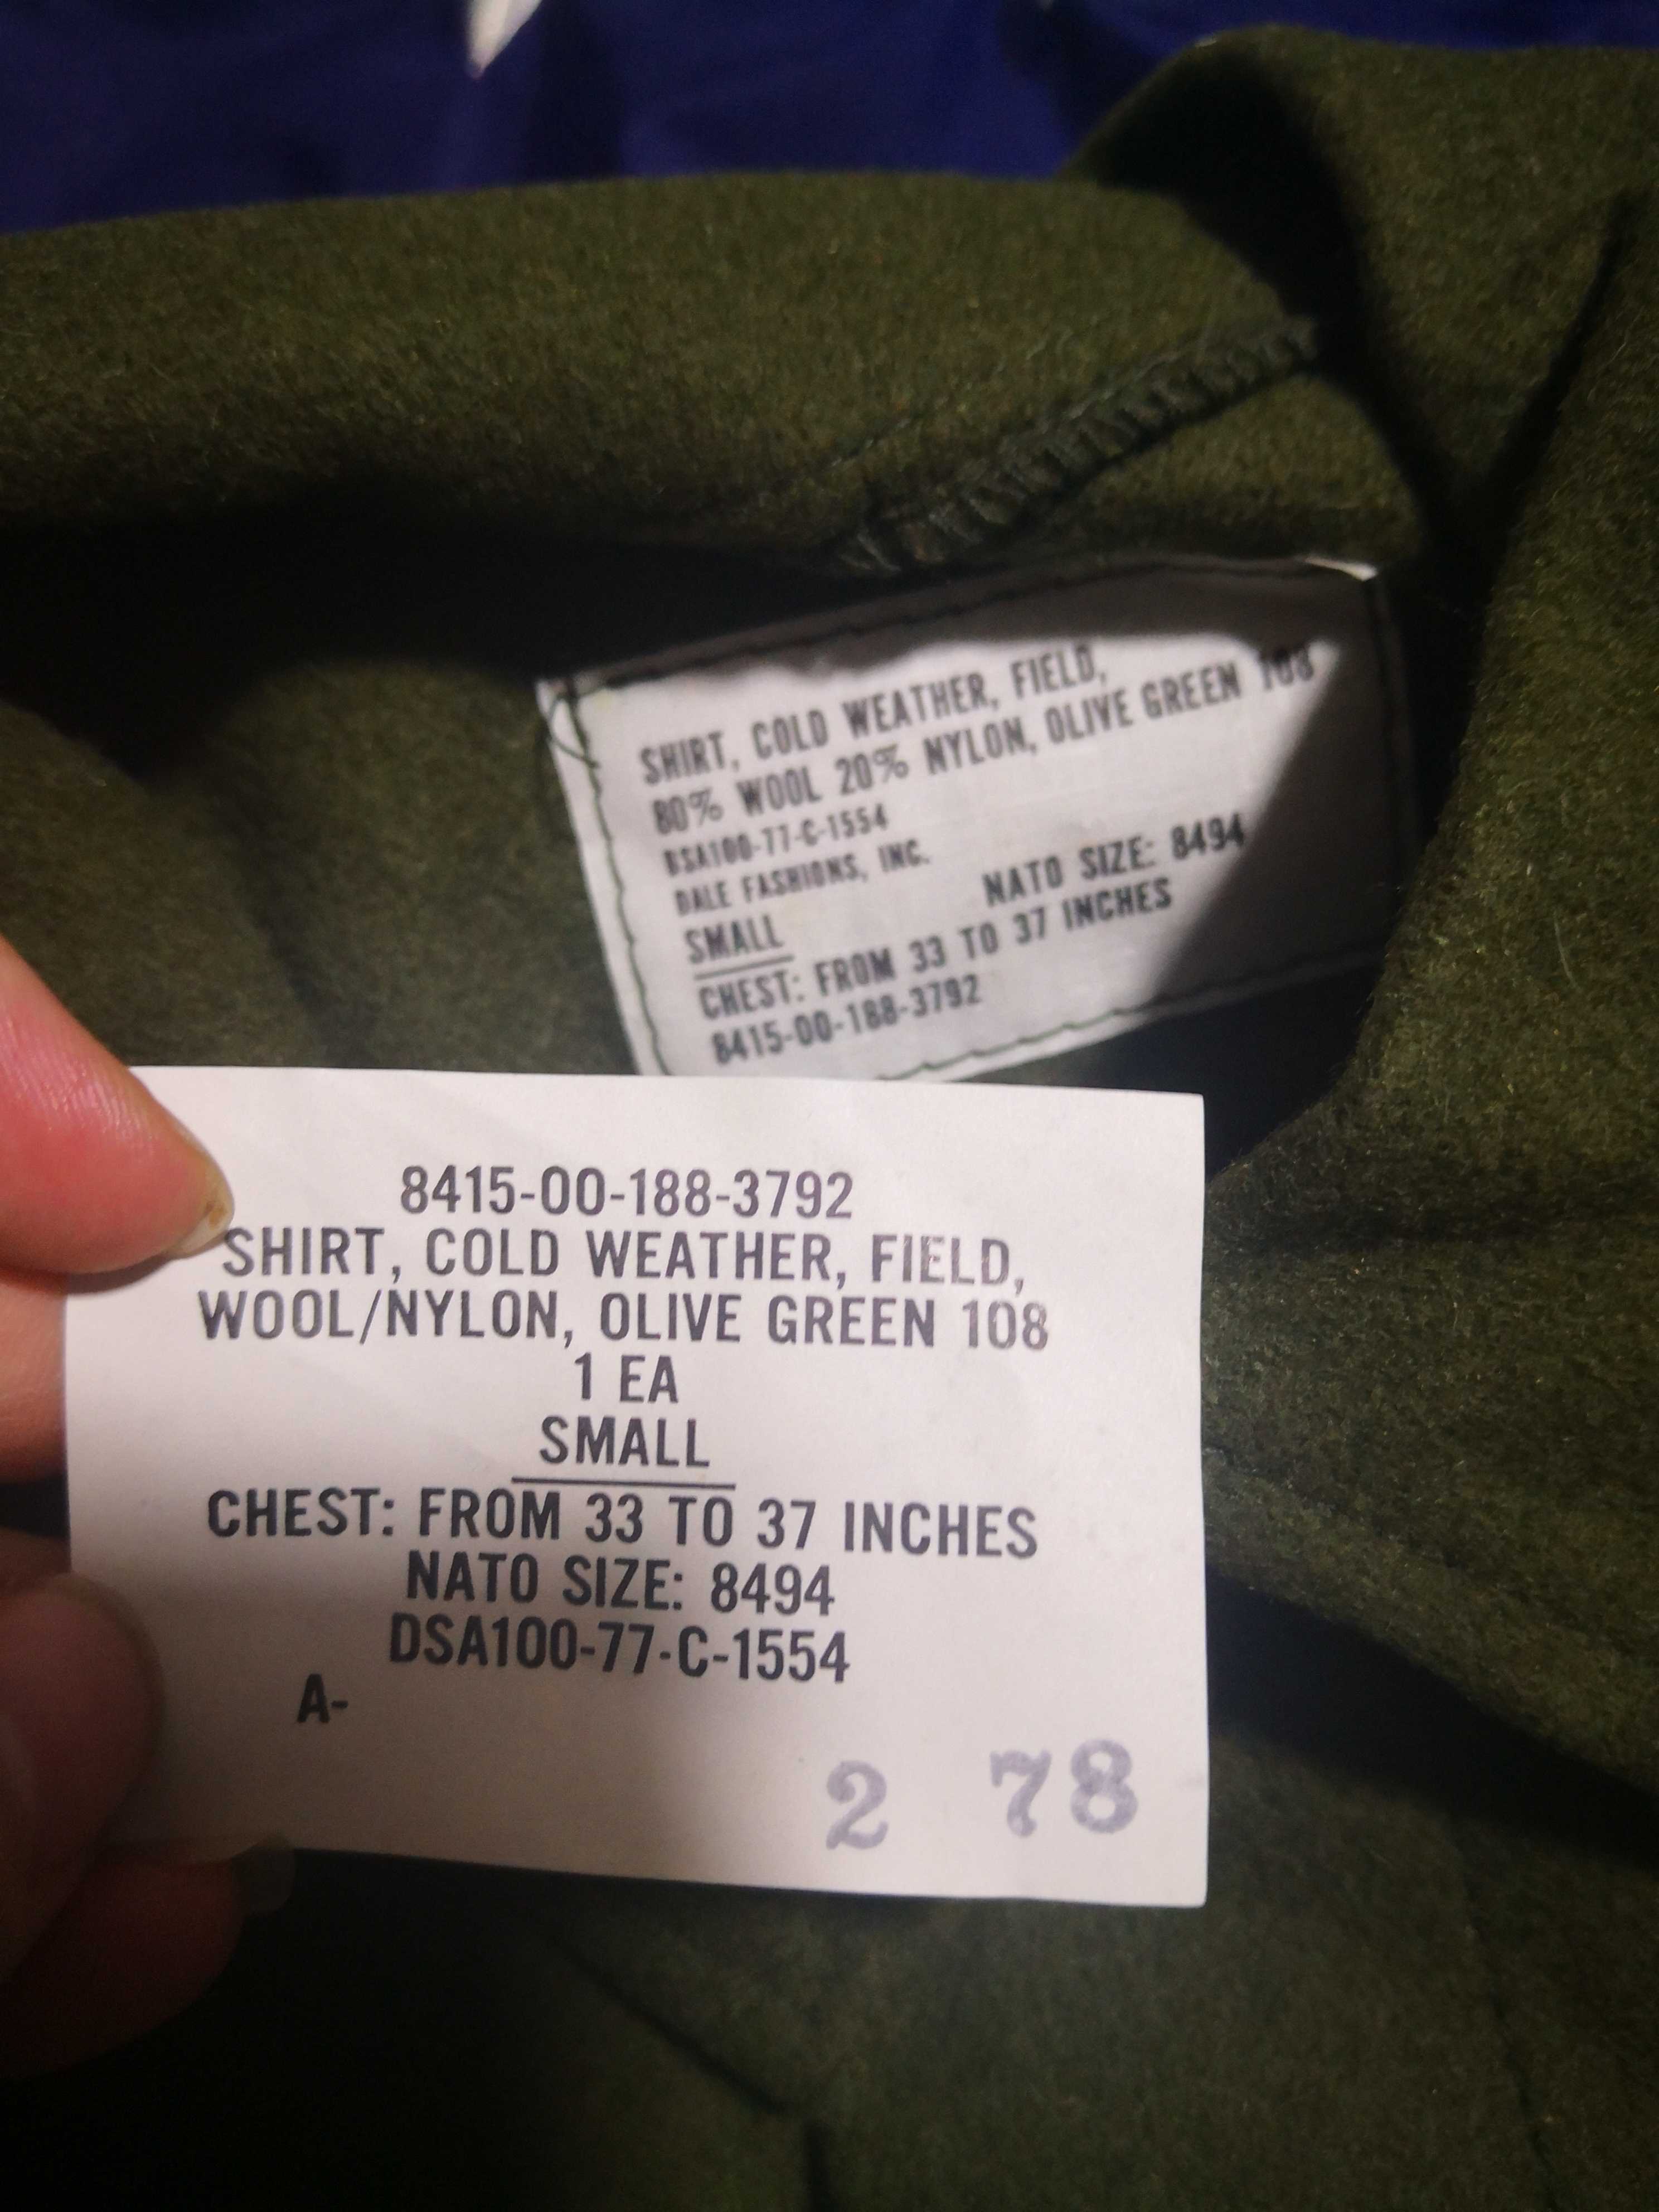 SHIRT, COLD WEATHER, FIELD,
80% WOOL 20% NYLON, OLIVE GREEN 108
DSA100-77-C-1554
DALE FASHIONS, INC.
SMALL NATO SIZE: 8494
CHEST: FROM 33 TO 37 INCHES
8415-00-188-3792
8415-00-188-3792
SHIRT, COLD WEATHER, FIELD,
WOOL/NYLON, OLIVE GREEN 108
1 EA
SMALL
CHEST: FROM 33 TO 37 INCHES
NATO SIZE: 8494
DSA100-77-C-1554
A-
2 78